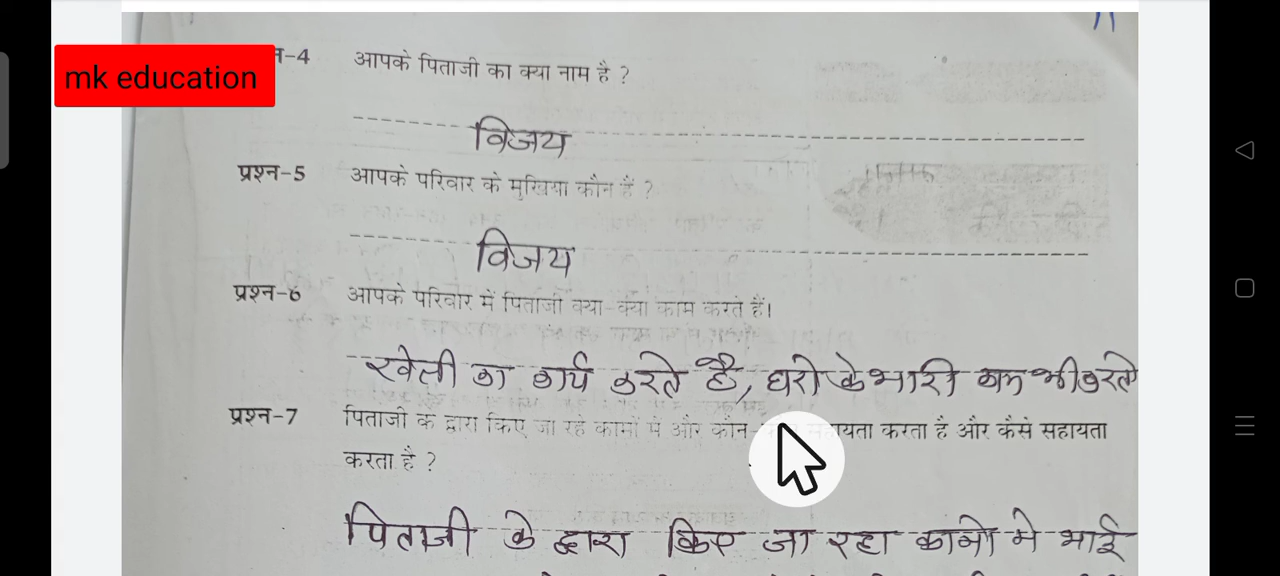 न-4 आपके पिताजी का क्या नाम है ?
mk education
विजय
प्रश्न-5 आपके परिवार के मुखिया कौन हैं ?
विजय
प्रश्न-6 आपके परिवार में पिताजी क्या-क्या काम करते हैं।
खेती का कार्य करते है, घरो के भारी काम भी करते
प्रश्न-7 पिताजी के द्वारा किए जा रहे कामों में और कौन- सहायता करता है और कैसे सहायता
करता है ?
पिताजी के द्वारा किए जा रहा कामो मे भाई